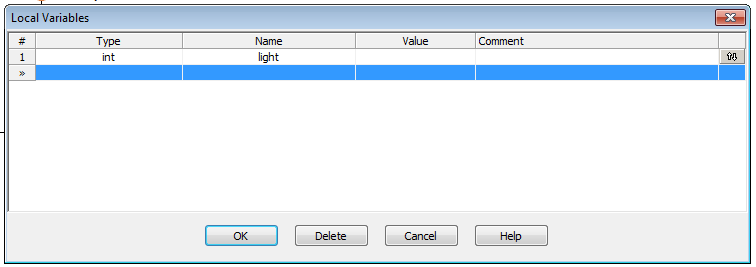 Local Variables
# Type Name Value Comment
1 int light
»
OK Delete Cancel Help